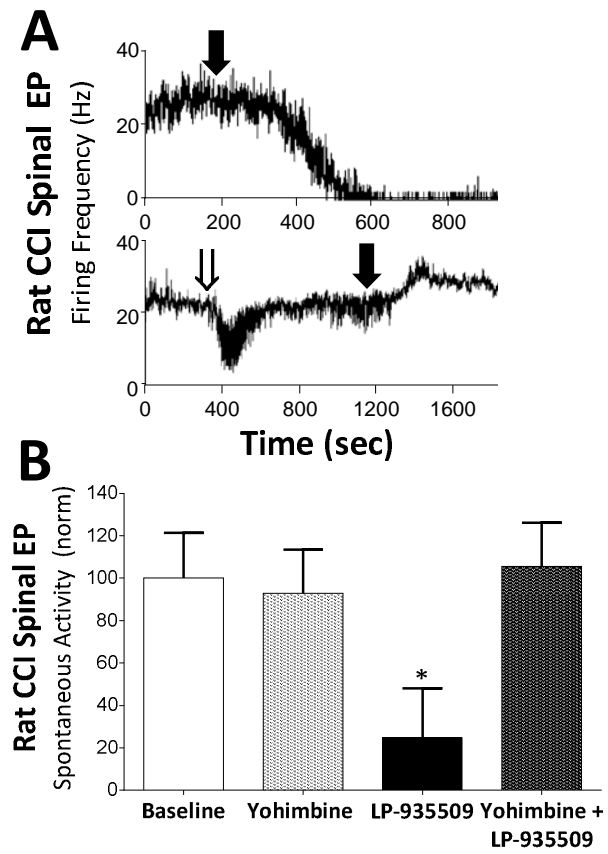 A
Rat CCI Spinal EP
Firing Frequency (Hz)
40
20
0
0 200 400 600 800
40
20
0
0 400 800 1200 1600
Time (sec)
B
Rat CCI Spinal EP
Spontaneous Activity (norm)
140
120
100
80
60
40
20
0
*
Baseline Yohimbine LP-935509 Yohimbine +
LP-935509